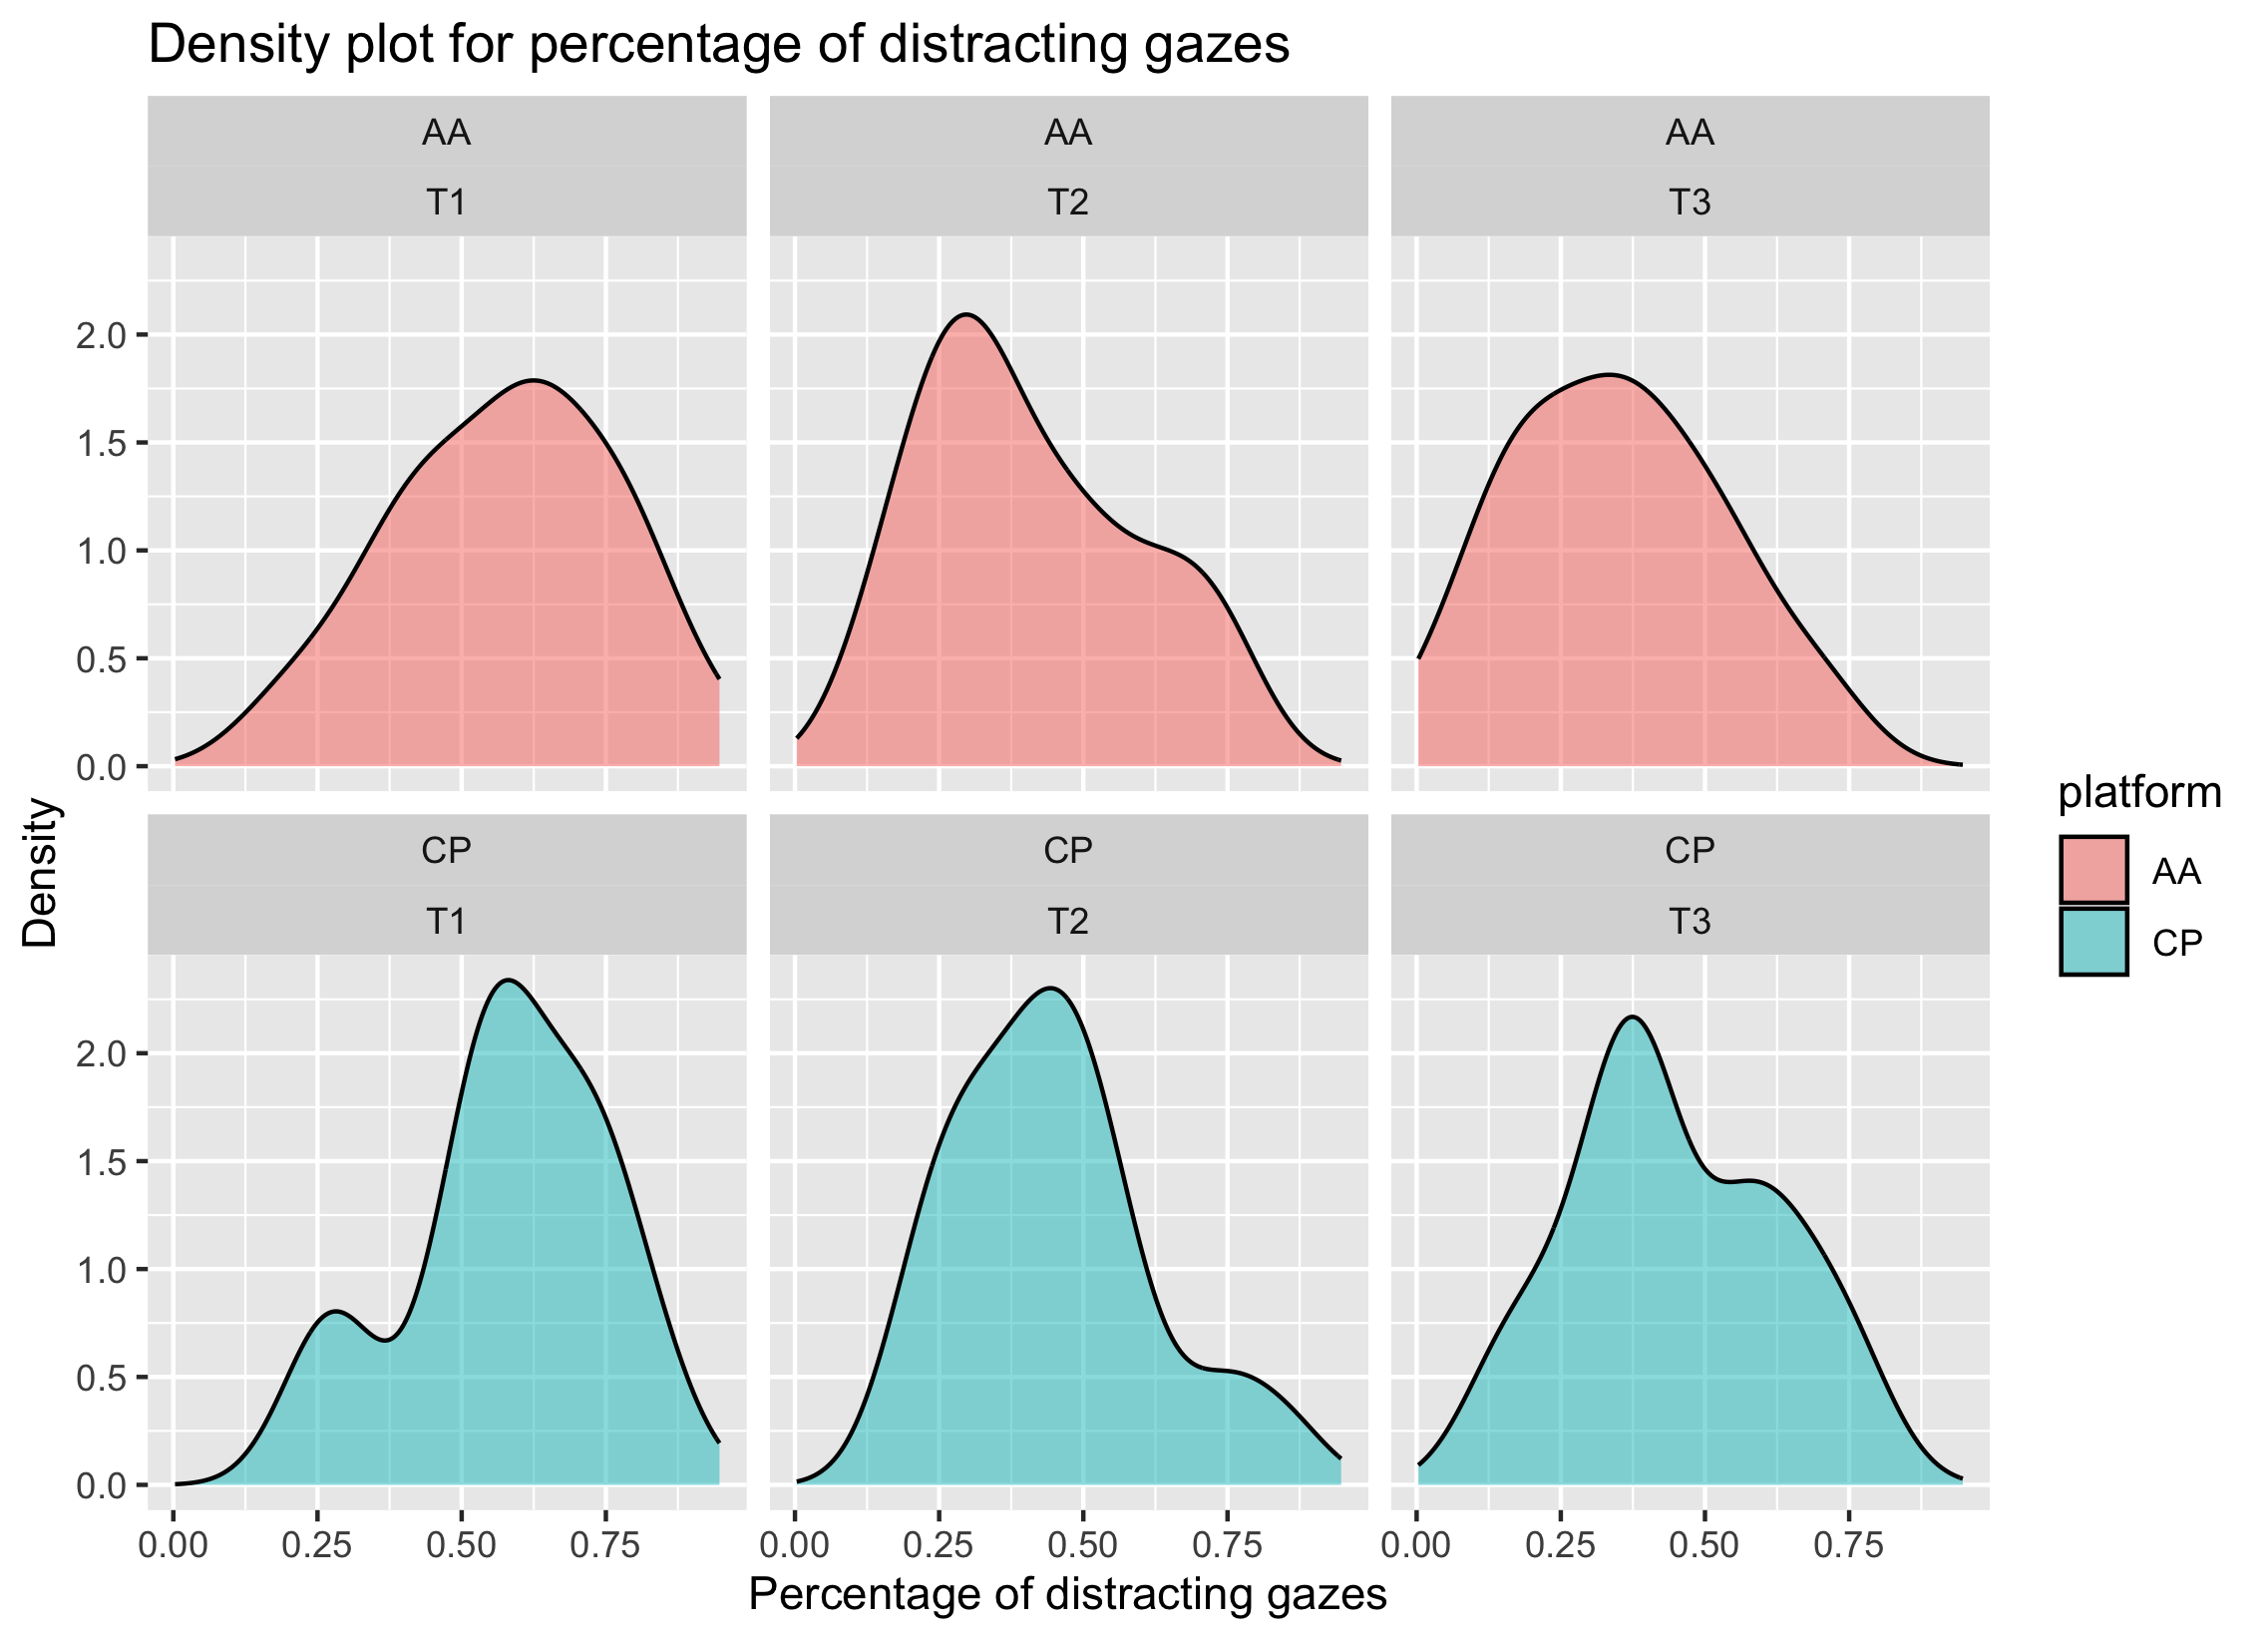 Density plot for percentage of distracting gazes
AA AA AA
T1 T2 T3
2.0
1.5
1.0
0.5
0.0
Density
CP CP CP
T1 T2 T3
2.0
1.5
1.0
0.5
0.0
0.00 0.25 0.50 0.75 0.00 0.25 0.50 0.75 0.00 0.25 0.50 0.75
Percentage of distracting gazes
platform
AA
CP